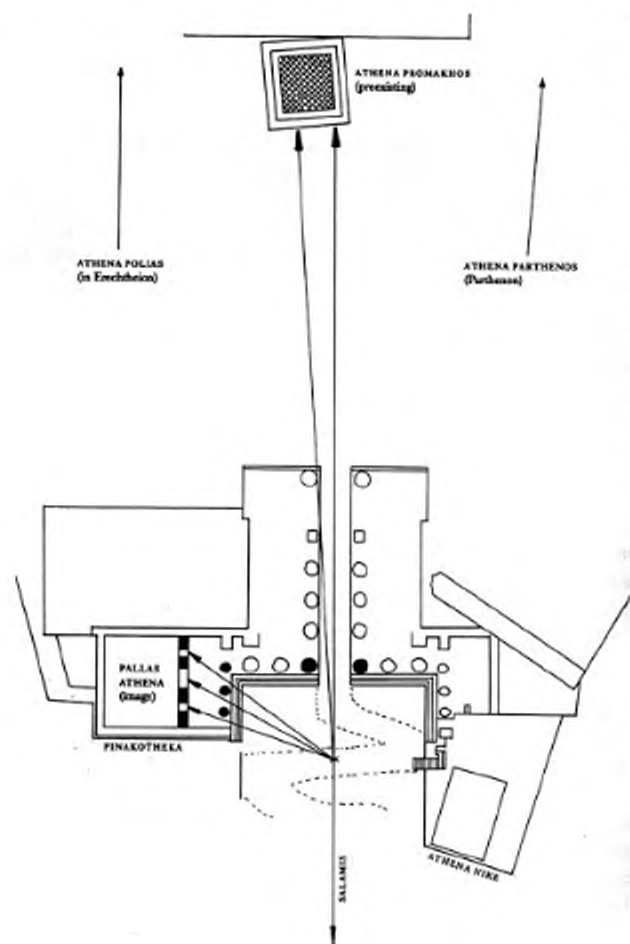 ATHENA PROMAKHOS
(preexisting)
ATHENA POLIAS
(in Erechtheion)
ATHENA PARTHENOS
(Parthenon)
PALLAS
ATHENA
(image)
PINAKOTHEKA
ATHENA NIKE
SALAMIS